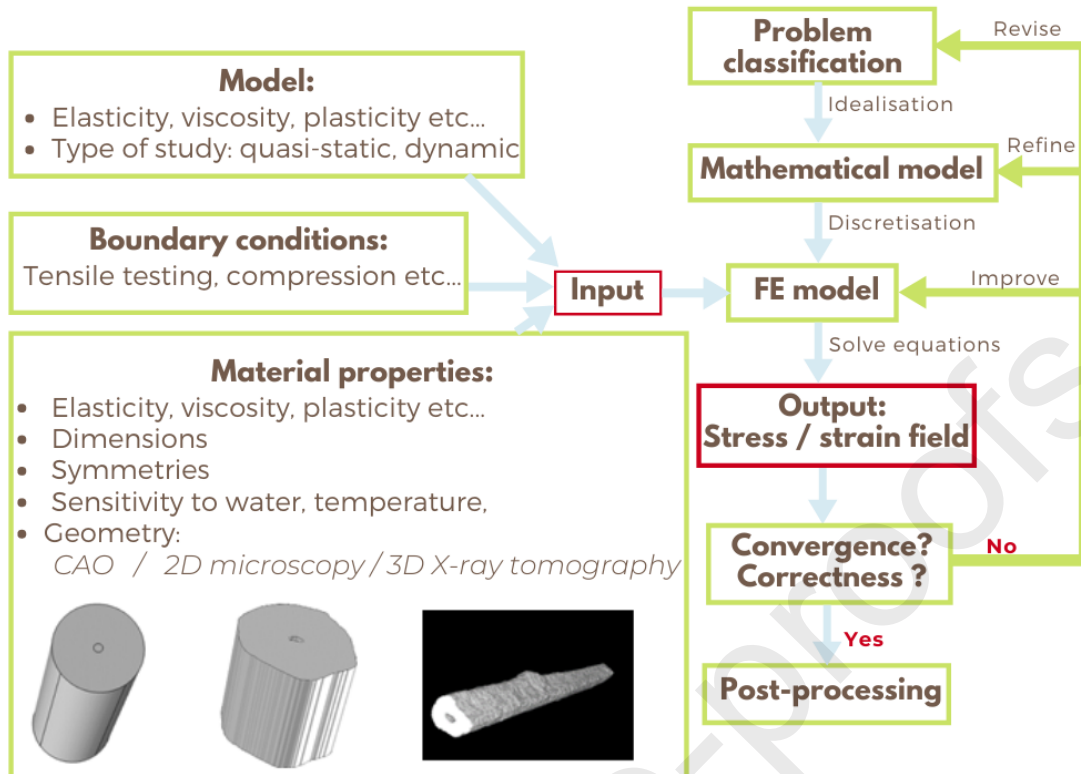 Model:
• Elasticity, viscosity, plasticity etc...
• Type of study: quasi-static, dynamic
Boundary conditions:
Tensile testing, compression etc...
Material properties:
• Elasticity, viscosity, plasticity etc...
• Dimensions
• Symmetries
• Sensitivity to water, temperature,
• Geometry:
CAO / 2D microscopy / 3D X-ray tomography
Input
Problem
classification
Revise
Idealisation
Mathematical model
Refine
Discretisation
FE model
Improve
Solve equations
Output:
Stress / strain field
Convergence?
Correctness ?
No
Yes
Post-processing
-proofs